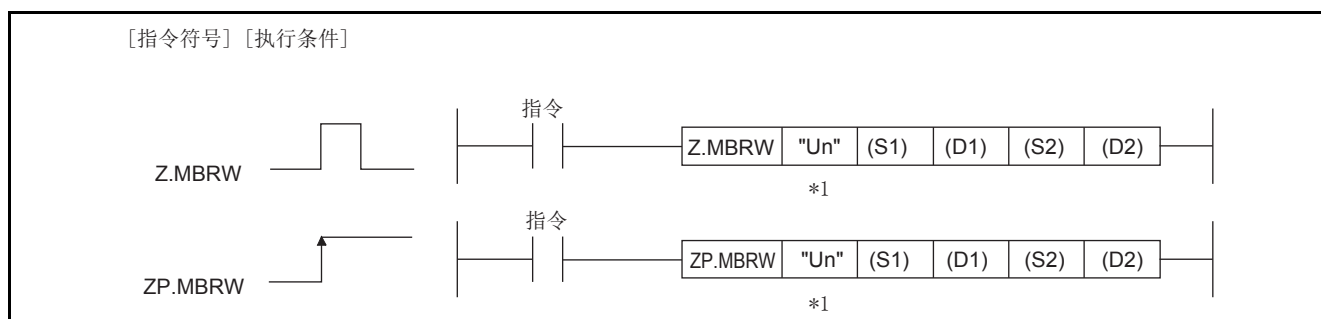 [指令符号] [执行条件]
指令
Z.MBRW "Un" (S1) (D1) (S2) (D2)
Z.MBRW
*1
指令
ZP.MBRW "Un" (S1) (D1) (S2) (D2)
ZP.MBRW
*1